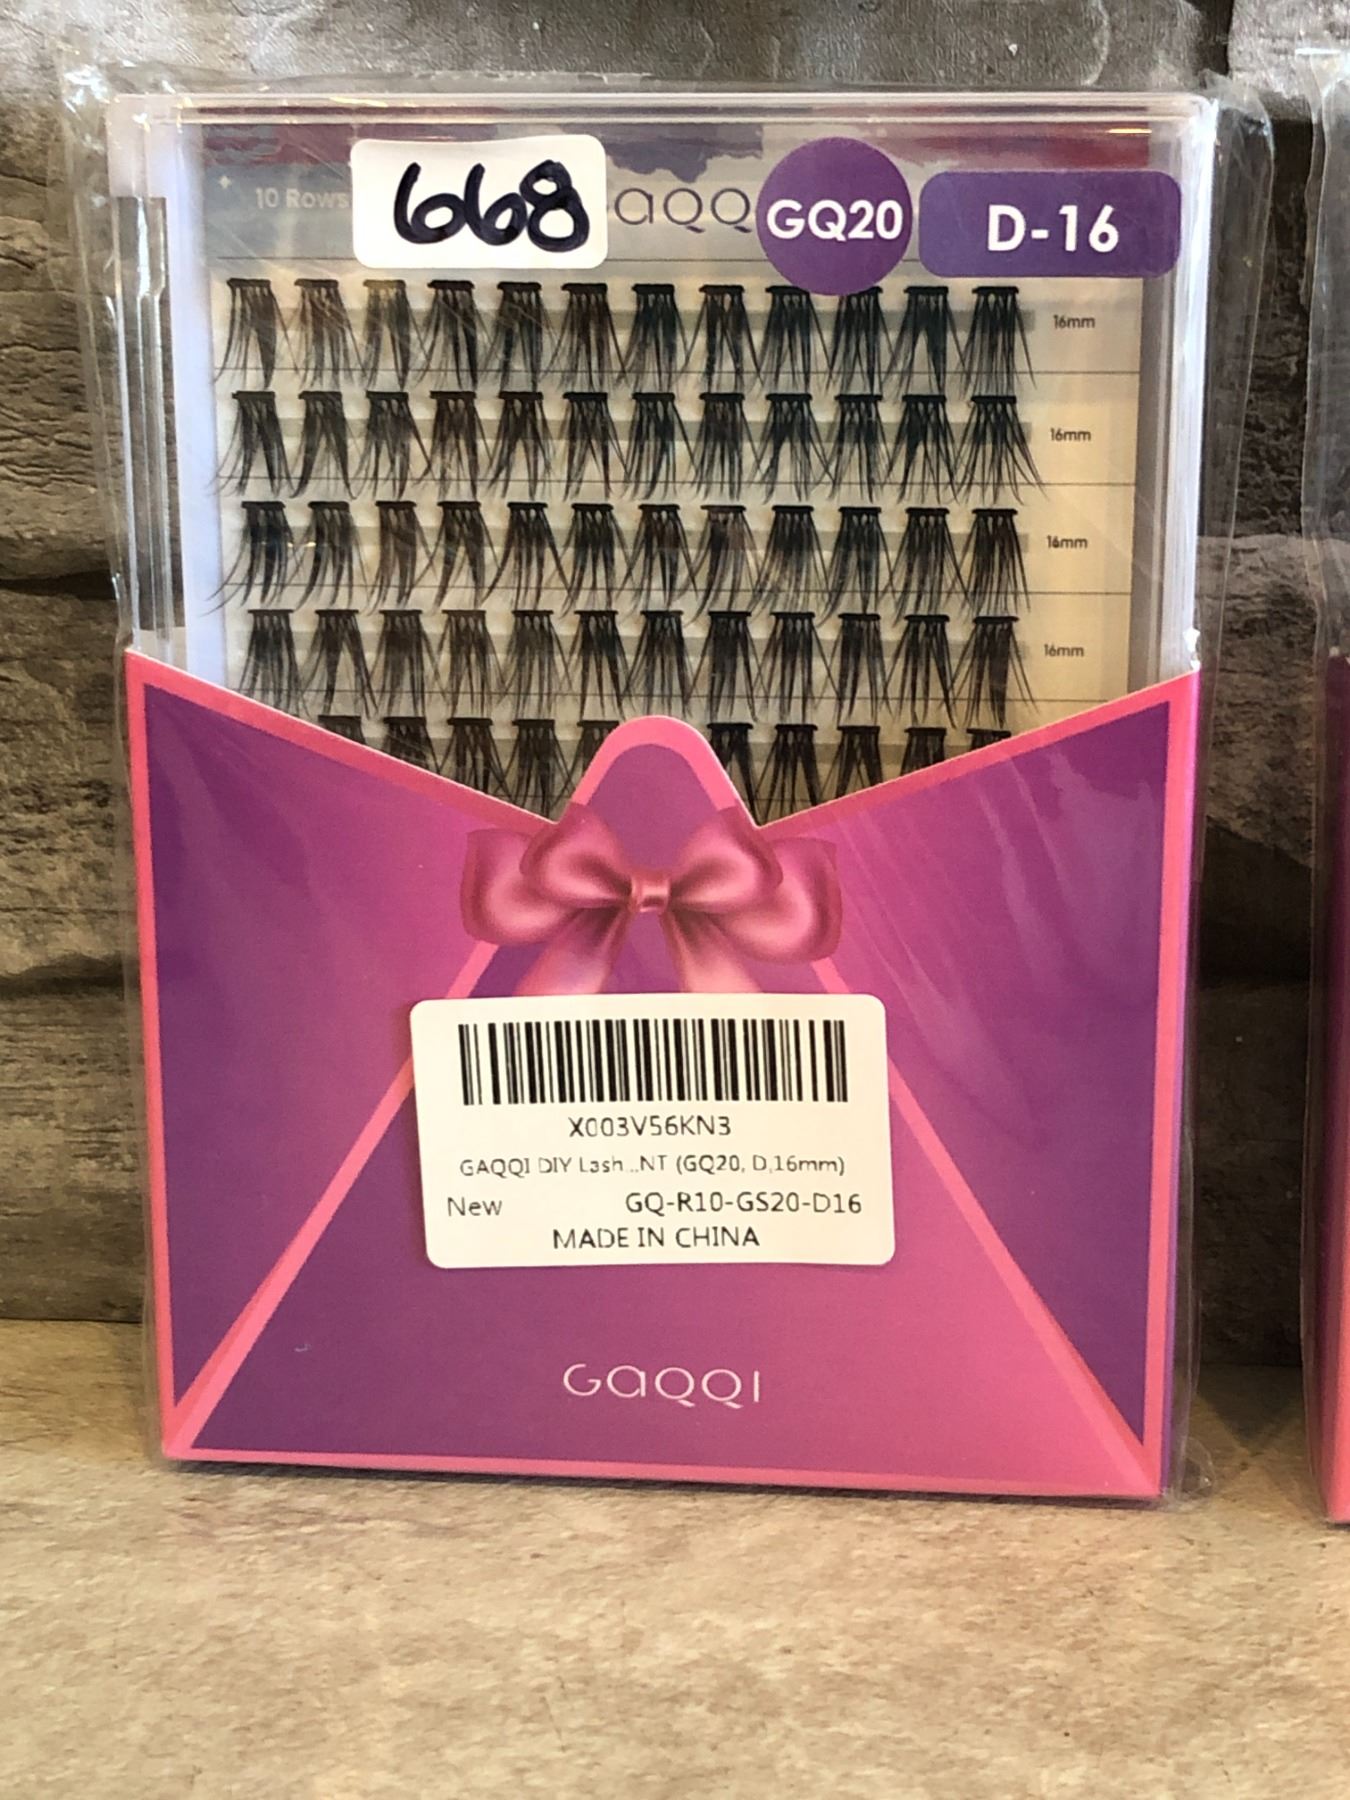 10 Rows
668
aQQ
GQ20
D-16
16mm
16mm
16mm
16mm
X003V56KN3
GAQQI DIY Lash...NT (GQ20, D,16mm)
New GQ-R10-GS20-D16
MADE IN CHINA
GAQQI